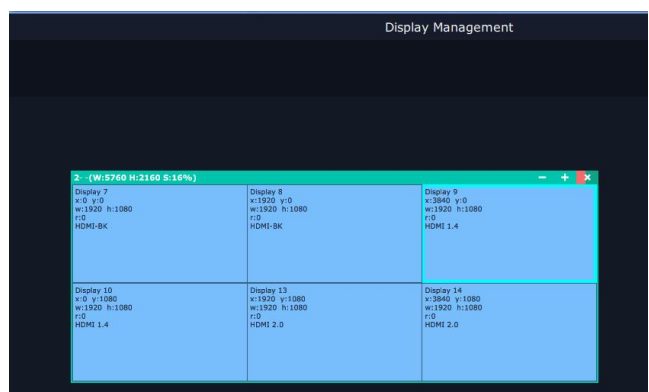 Display Management
2- -(W:5760 H:2160 S:16%)
Display 7
x:0 y:0
w:1920 h:1080
r:0
HDMI-BK
Display 8
x:1920 y:0
w:1920 h:1080
r:0
HDMI-BK
Display 9
x:3840 y:0
w:1920 h:1080
r:0
HDMI 1.4
Display 10
x:0 y:1080
w:1920 h:1080
r:0
HDMI 1.4
Display 13
x:1920 y:1080
w:1920 h:1080
r:0
HDMI 2.0
Display 14
x:3840 y:1080
w:1920 h:1080
r:0
HDMI 2.0